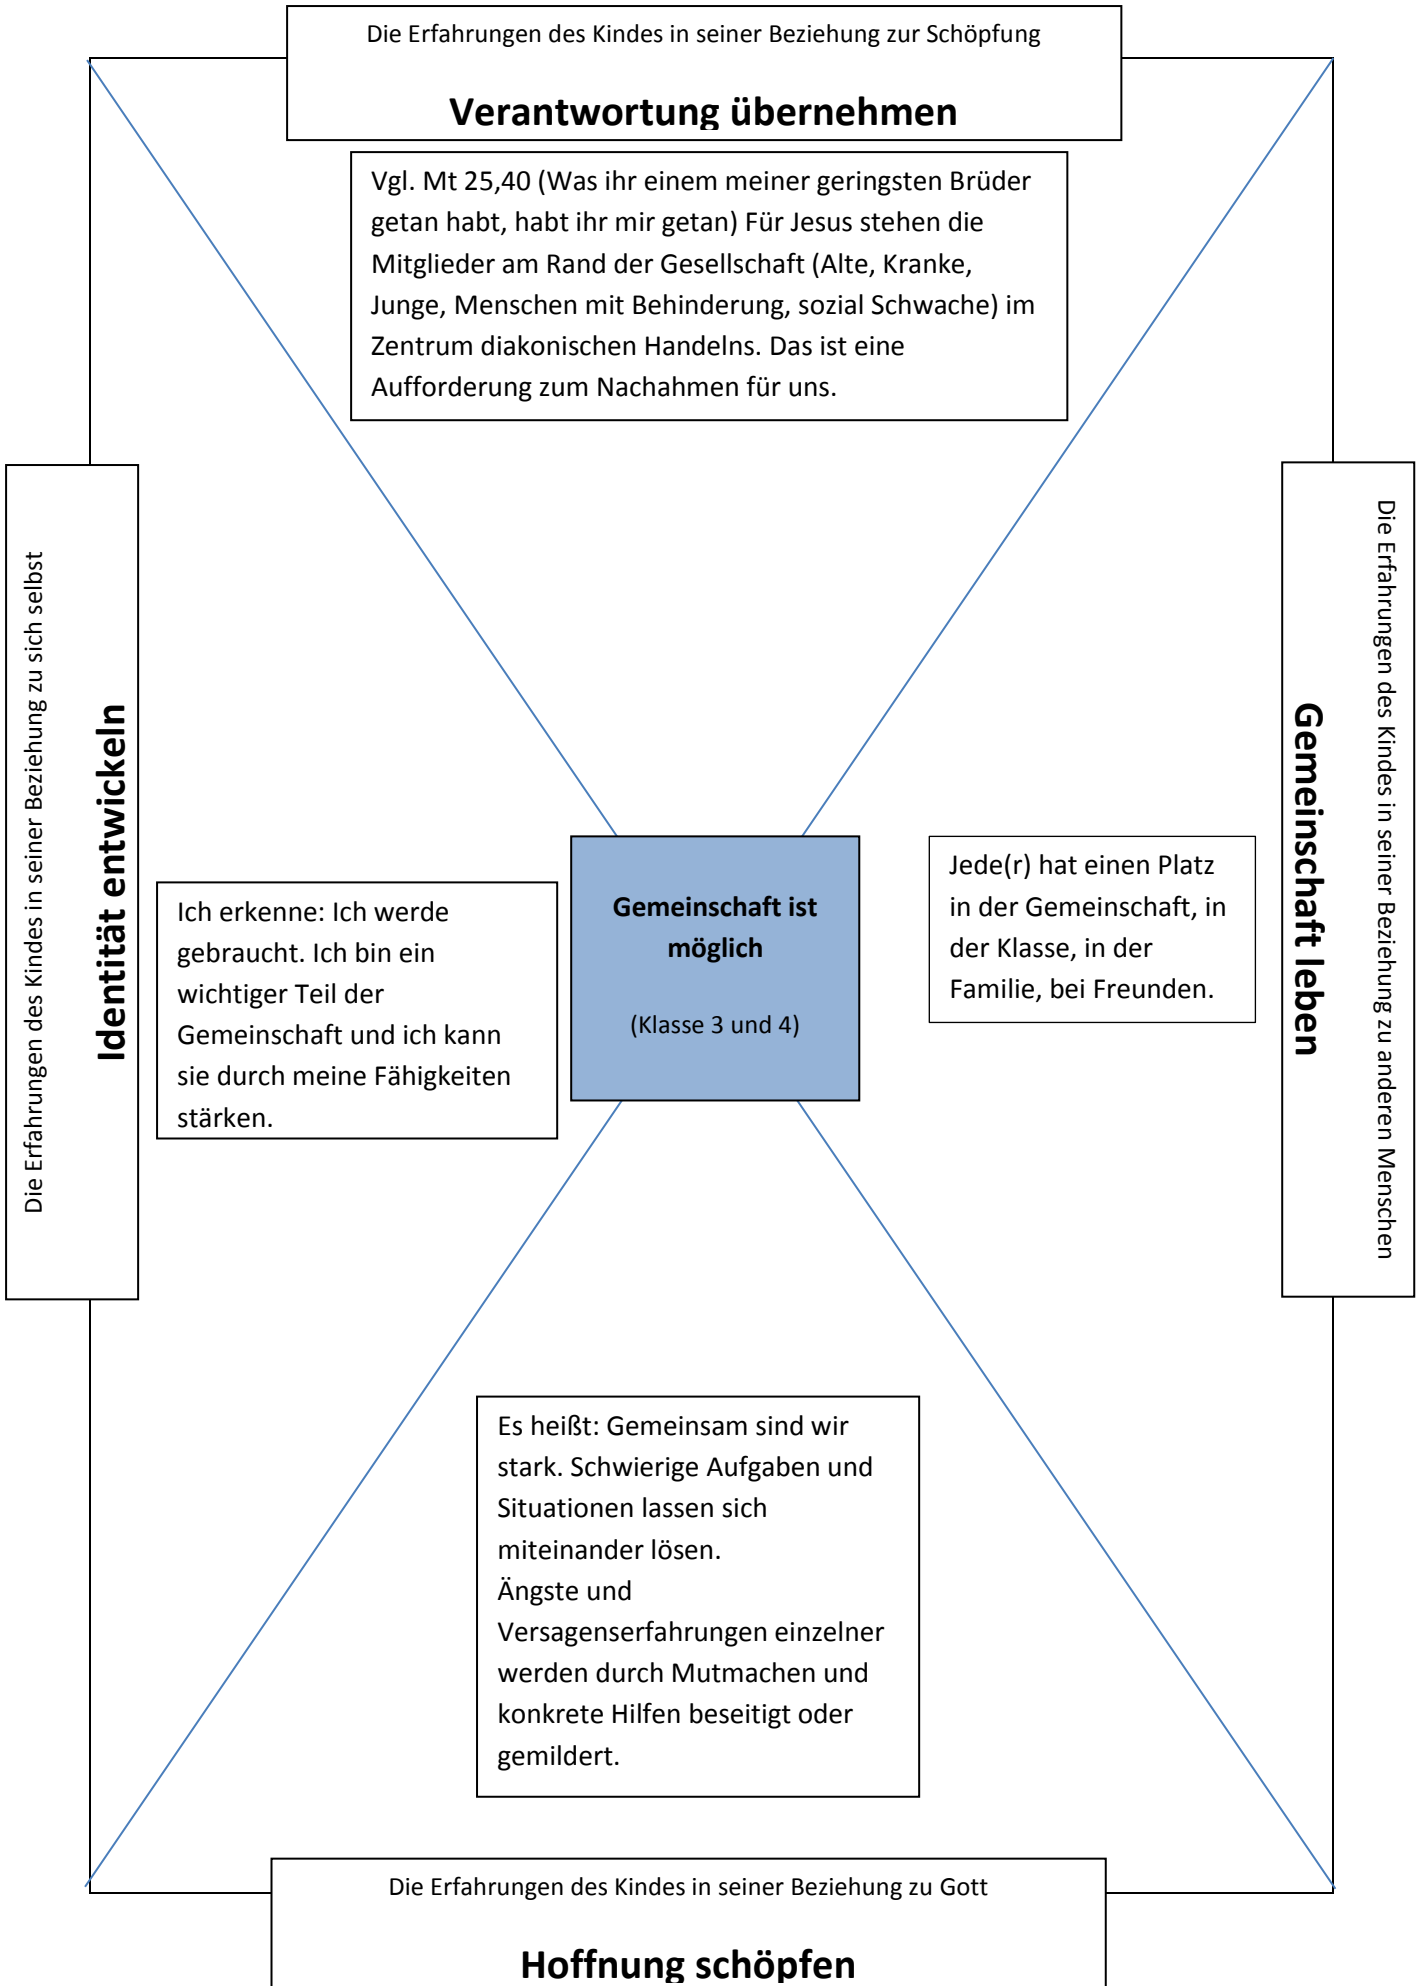 Die Erfahrungen des Kindes in seiner Beziehung zur Schöpfung
Verantwortung übernehmen
Vgl. Mt 25,40 (Was ihr einem meiner geringsten Brüder
getan habt, habt ihr mir getan) Für Jesus stehen die
Mitglieder am Rand der Gesellschaft (Alte, Kranke,
Junge, Menschen mit Behinderung, sozial Schwache) im
Zentrum diakonischen Handelns. Das ist eine
Aufforderung zum Nachahmen für uns.
Die Erfahrungen des Kindes in seiner Beziehung zu sich selbst
Identität entwickeln
Ich erkenne: Ich werde
gebraucht. Ich bin ein
wichtiger Teil der
Gemeinschaft und ich kann
sie durch meine Fähigkeiten
stärken.
Gemeinschaft ist
möglich
(Klasse 3 und 4)
Jede(r) hat einen Platz
in der Gemeinschaft, in
der Klasse, in der
Familie, bei Freunden.
Die Erfahrungen des Kindes in seiner Beziehung zu anderen Menschen
Gemeinschaft leben
Es heißt: Gemeinsam sind wir
stark. Schwierige Aufgaben und
Situationen lassen sich
miteinander lösen.
Ängste und
Versagenserfahrungen einzelner
werden durch Mutmachen und
konkrete Hilfen beseitigt oder
gemildert.
Die Erfahrungen des Kindes in seiner Beziehung zu Gott
Hoffnung schöpfen